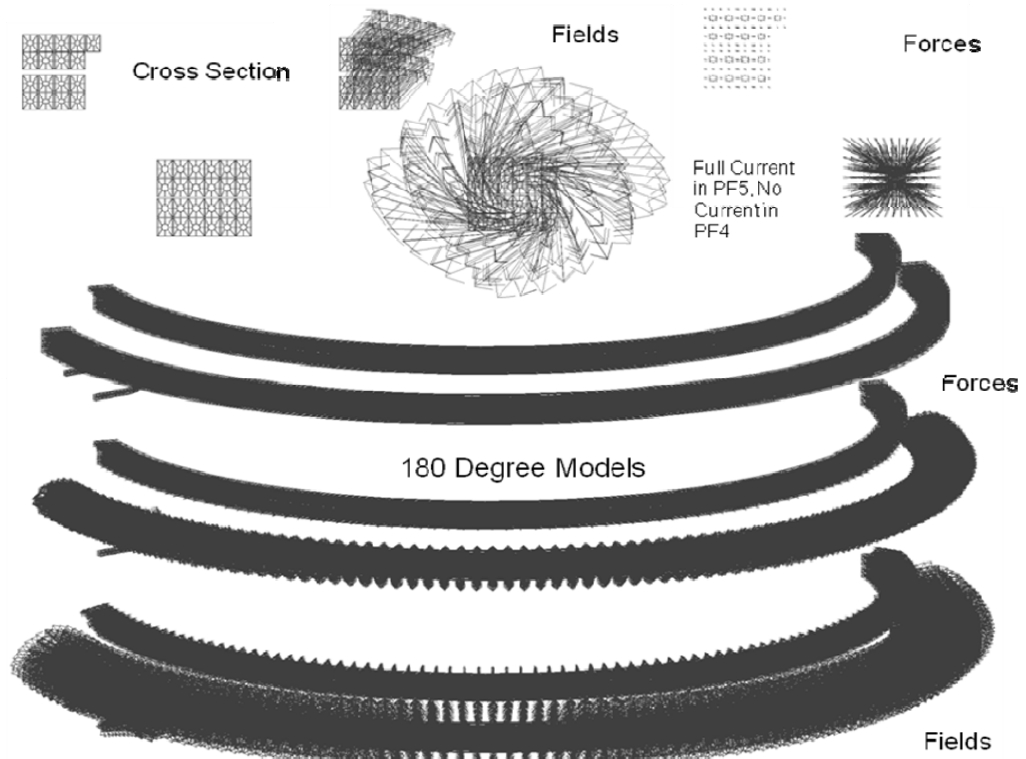 Fields
Forces
Cross Section
Full Current
in PF5, No
Current in
PF4
Forces
180 Degree Models
Fields